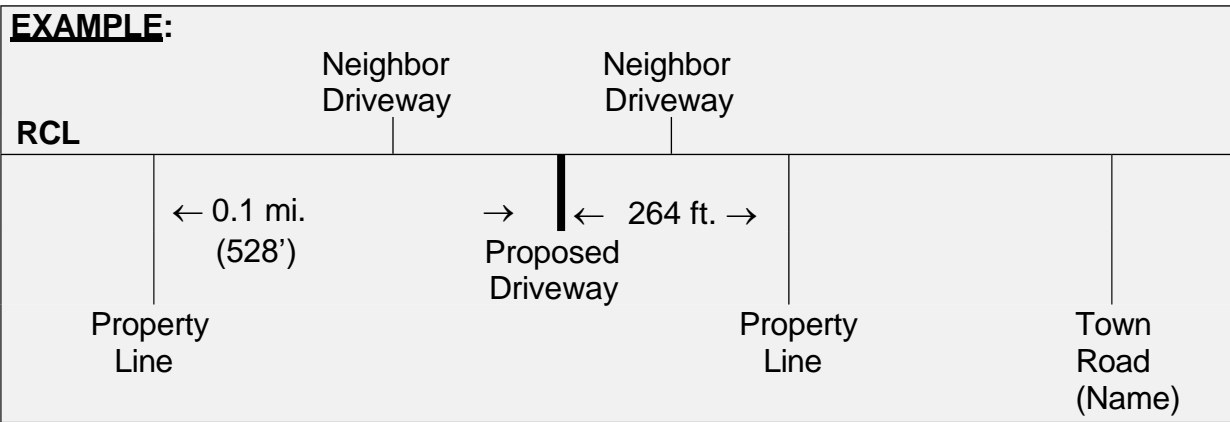 EXAMPLE:
Neighbor
Driveway
Neighbor
Driveway
RCL
← 0.1 mi. →
(528’)
← 264 ft. →
Proposed
Driveway
Property
Line
Property
Line
Town
Road
(Name)